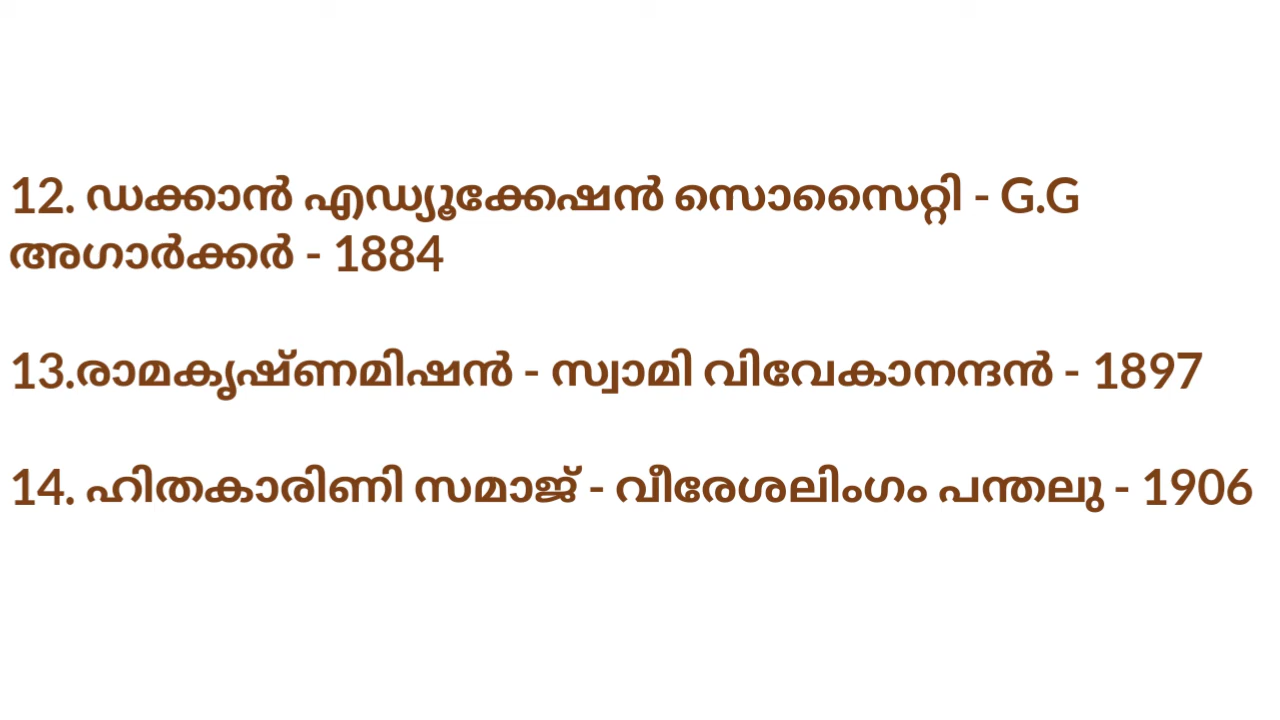 12. ഡക്കാൻ എഡ്യൂക്കേഷൻ സൊസൈറ്റി - G.G
അഗാർക്കർ - 1884
13.രാമകൃഷ്ണമിഷൻ - സ്വാമി വിവേകാനന്ദൻ - 1897
14. ഹിതകാരിണി സമാജ് - വീരേശലിംഗം പന്തലു - 1906